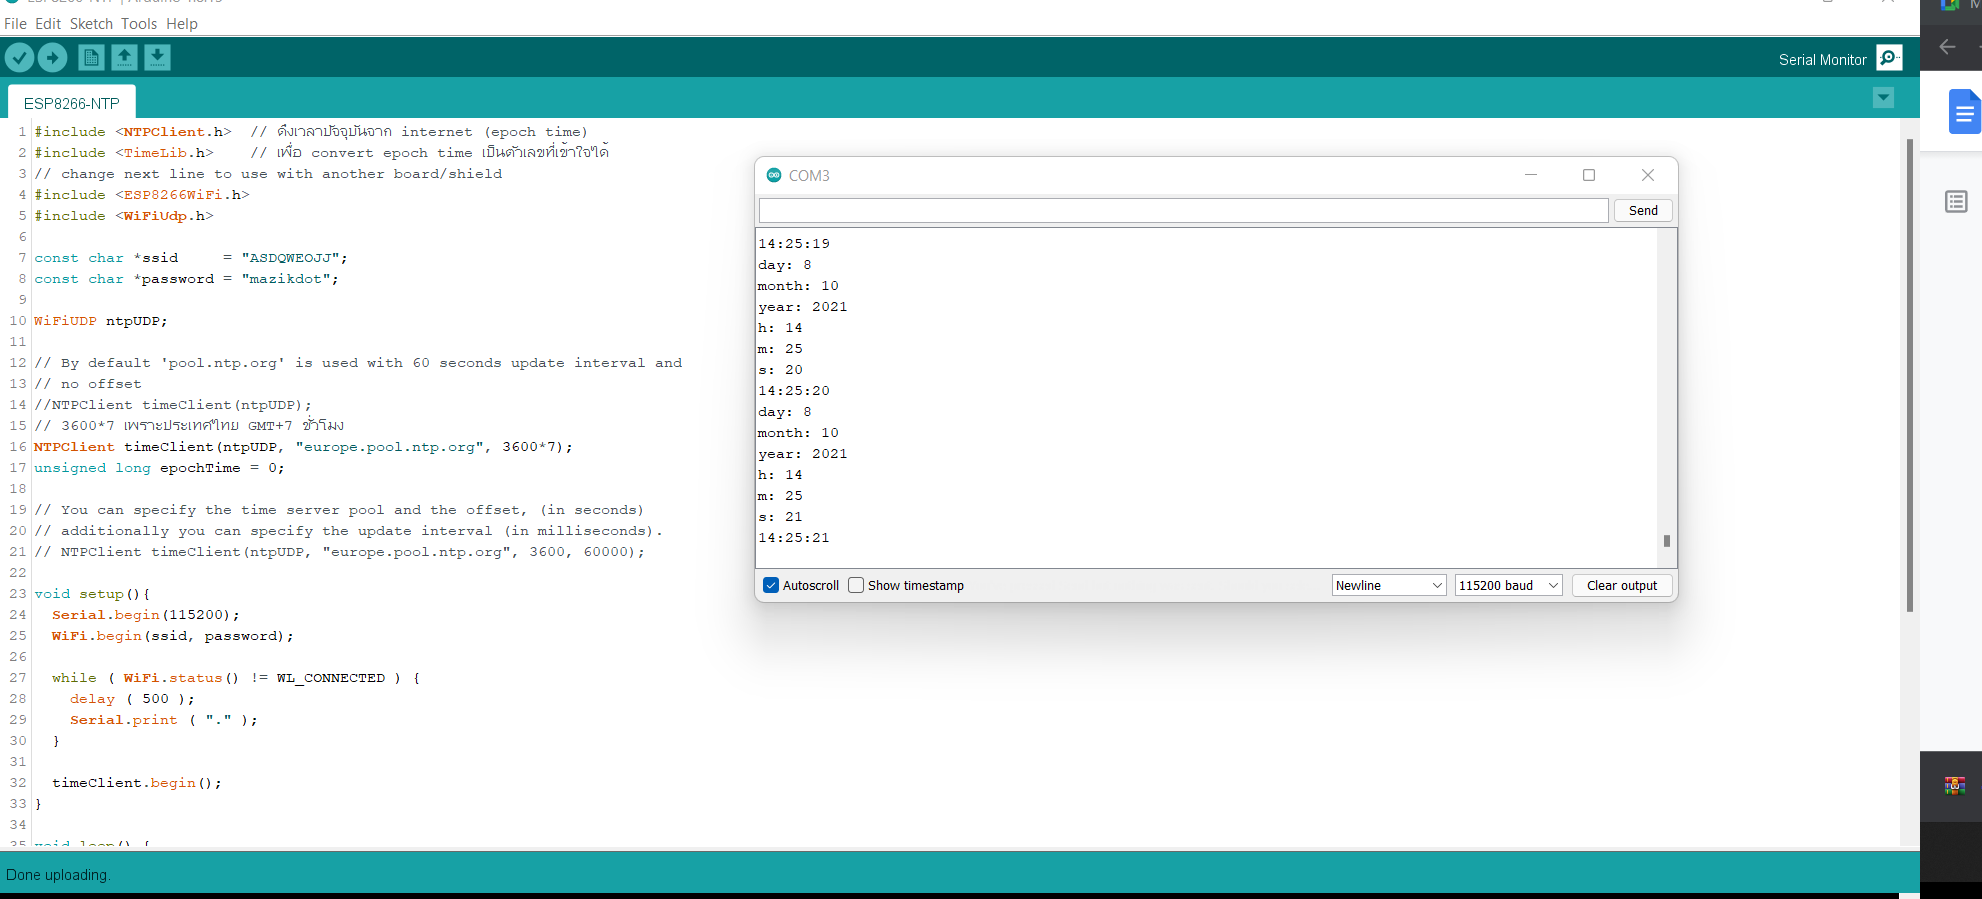 File Edit Sketch Tools Help
Serial Monitor
ESP8266-NTP
1 #include <NTPClient.h>  // ดึงเวลาปัจจุบันจาก internet (epoch time)
2 #include <TimeLib.h>    // เพื่อ convert epoch time เป็นตัวเลขที่เข้าใจได้
3 // change next line to use with another board/shield
4 #include <ESP8266WiFi.h>
5 #include <WiFiUdp.h>
6
7 const char *ssid     = "ASDQWEOJJ";
8 const char *password = "mazikdot";
9
10 WiFiUDP ntpUDP;
11
12 // By default 'pool.ntp.org' is used with 60 seconds update interval and
13 // no offset
14 //NTPClient timeClient(ntpUDP);
15 // 3600*7 เพราะประเทศไทย GMT+7 ชั่วโมง
16 NTPClient timeClient(ntpUDP, "europe.pool.ntp.org", 3600*7);
17 unsigned long epochTime = 0;
18
19 // You can specify the time server pool and the offset, (in seconds)
20 // additionally you can specify the update interval (in milliseconds).
21 // NTPClient timeClient(ntpUDP, "europe.pool.ntp.org", 3600, 60000);
22
23 void setup(){
24   Serial.begin(115200);
25   WiFi.begin(ssid, password);
26
27   while ( WiFi.status() != WL_CONNECTED ) {
28     delay ( 500 );
29     Serial.print ( "." );
30   }
31
32   timeClient.begin();
33 }
34
35 void loop() {
COM3
Send
14:25:19
day: 8
month: 10
year: 2021
h: 14
m: 25
s: 20
14:25:20
day: 8
month: 10
year: 2021
h: 14
m: 25
s: 21
14:25:21
Autoscroll Show timestamp Newline 115200 baud Clear output
Done uploading.